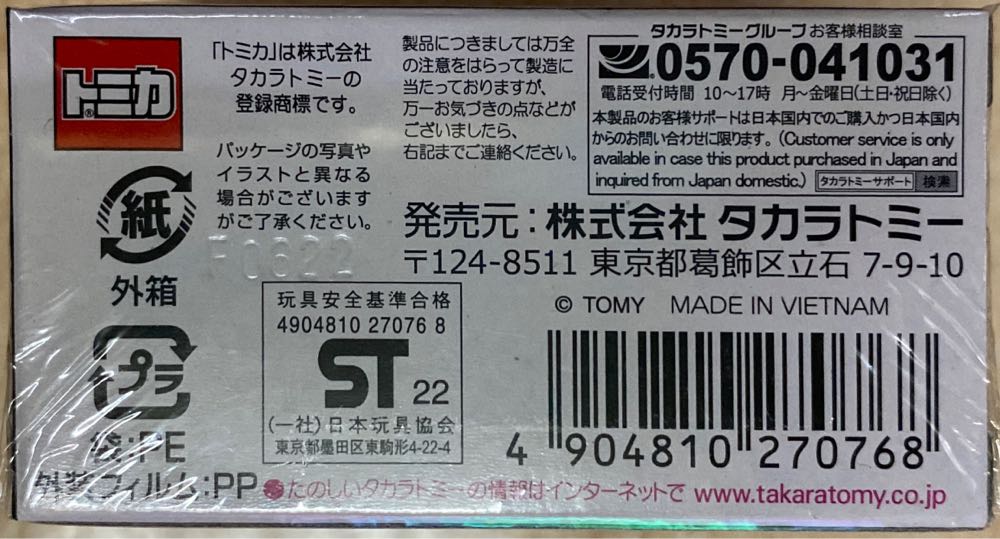 トミカ®
「トミカ」は株式会社
タカラトミーの
登録商標です。
パッケージの写真や
イラストと異なる
場合がございます
がご了承ください。
製品につきましては万全
の注意をはらって製造に
当たっておりますが、
万一お気づきの点などが
ございましたら、
右記までご連絡ください。
タカラトミーグループ お客様相談室
0570-041031
電話受付時間 10〜17時 月〜金曜日(土日・祝日除く)
本製品のお客様サポートは日本国内でのご購入かつ日本国内
からのお問い合わせに限ります。(Customer service is only
available in case this product purchased in Japan and
inquired from Japan domestic.) タカラトミーサポート 検索
発売元:株式会社 タカラトミー
〒124-8511 東京都葛飾区立石 7-9-10
© TOMY MADE IN VIETNAM
紙
外箱
プラ
袋:PE
外装フィルム:PP
F0622
玩具安全基準合格
4904810 27076 8
ST 22
(一社)日本玩具協会
東京都墨田区東駒形4-22-4
4 904810 270768
たのしいタカラトミーの情報はインターネットで www.takaratomy.co.jp